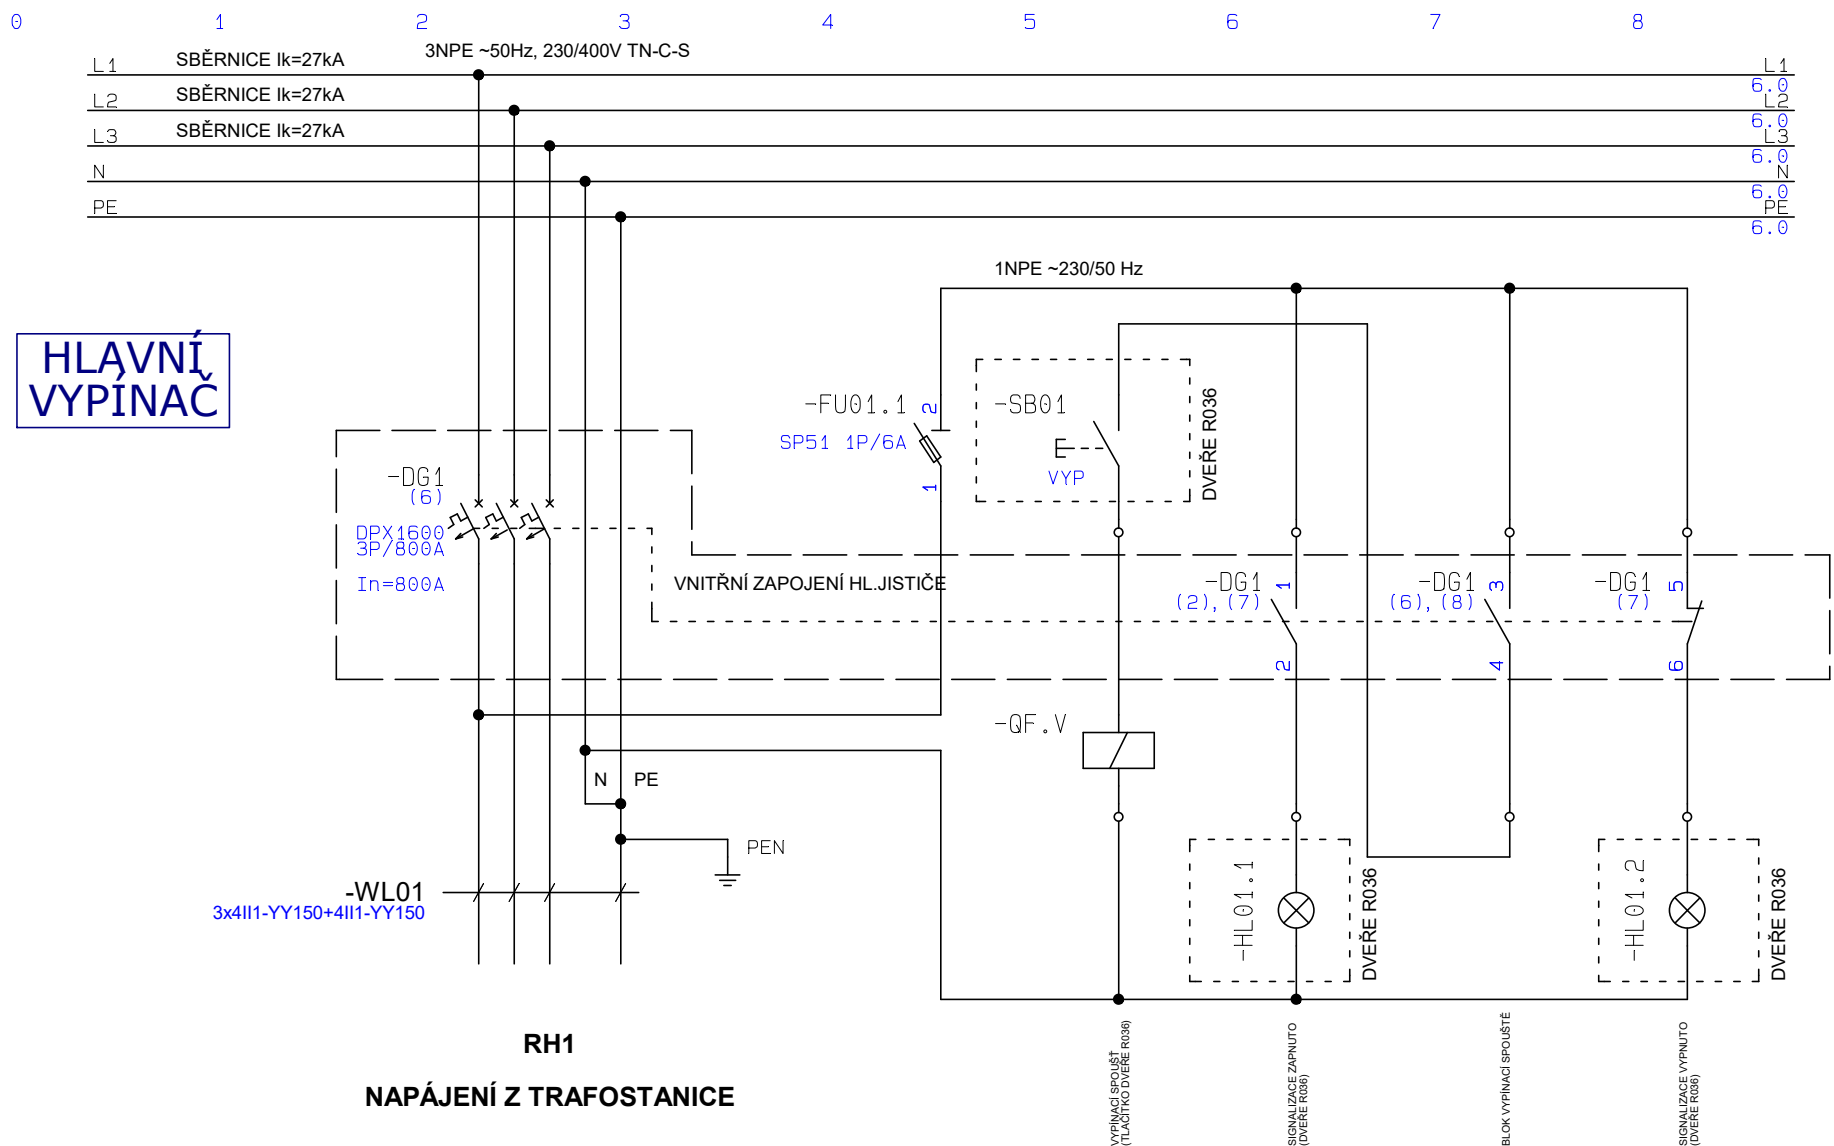 0 1 2 3 4 5 6 7 8
3NPE ~50Hz, 230/400V TN-C-S
L1 SBĚRNICE Ik=27kA L1
6.0
L2 SBĚRNICE Ik=27kA L2
6.0
L3 SBĚRNICE Ik=27kA L3
6.0
N N
6.0
PE PE
6.0
1NPE ~230/50 Hz
HLAVNÍ
VYPÍNAČ
-FU01.1
SP51 1P/6A
2
1
-SB01
VYP
DVEŘE R036
-DG1
(6)
DPX1600
3P/800A
In=800A
VNITŘNÍ ZAPOJENÍ HL.JISTIČE
-DG1
(2),(7)
1
2
-DG1
(6),(8)
3
4
-DG1
(7)
5
6
-QF.V
N PE
PEN
-WL01
3x4II1-YY150+4II1-YY150
-HL01.1
DVEŘE R036
-HL01.2
DVEŘE R036
RH1
NAPÁJENÍ Z TRAFOSTANICE
VYPÍNACÍ SPOUŠŤ
(TLAČÍTKO DVEŘE R036)
SIGNALIZACE ZAPNUTO
(DVEŘE R036)
BLOK VYPÍNACÍ SPOUŠTĚ
SIGNALIZACE VYPNUTO
(DVEŘE R036)